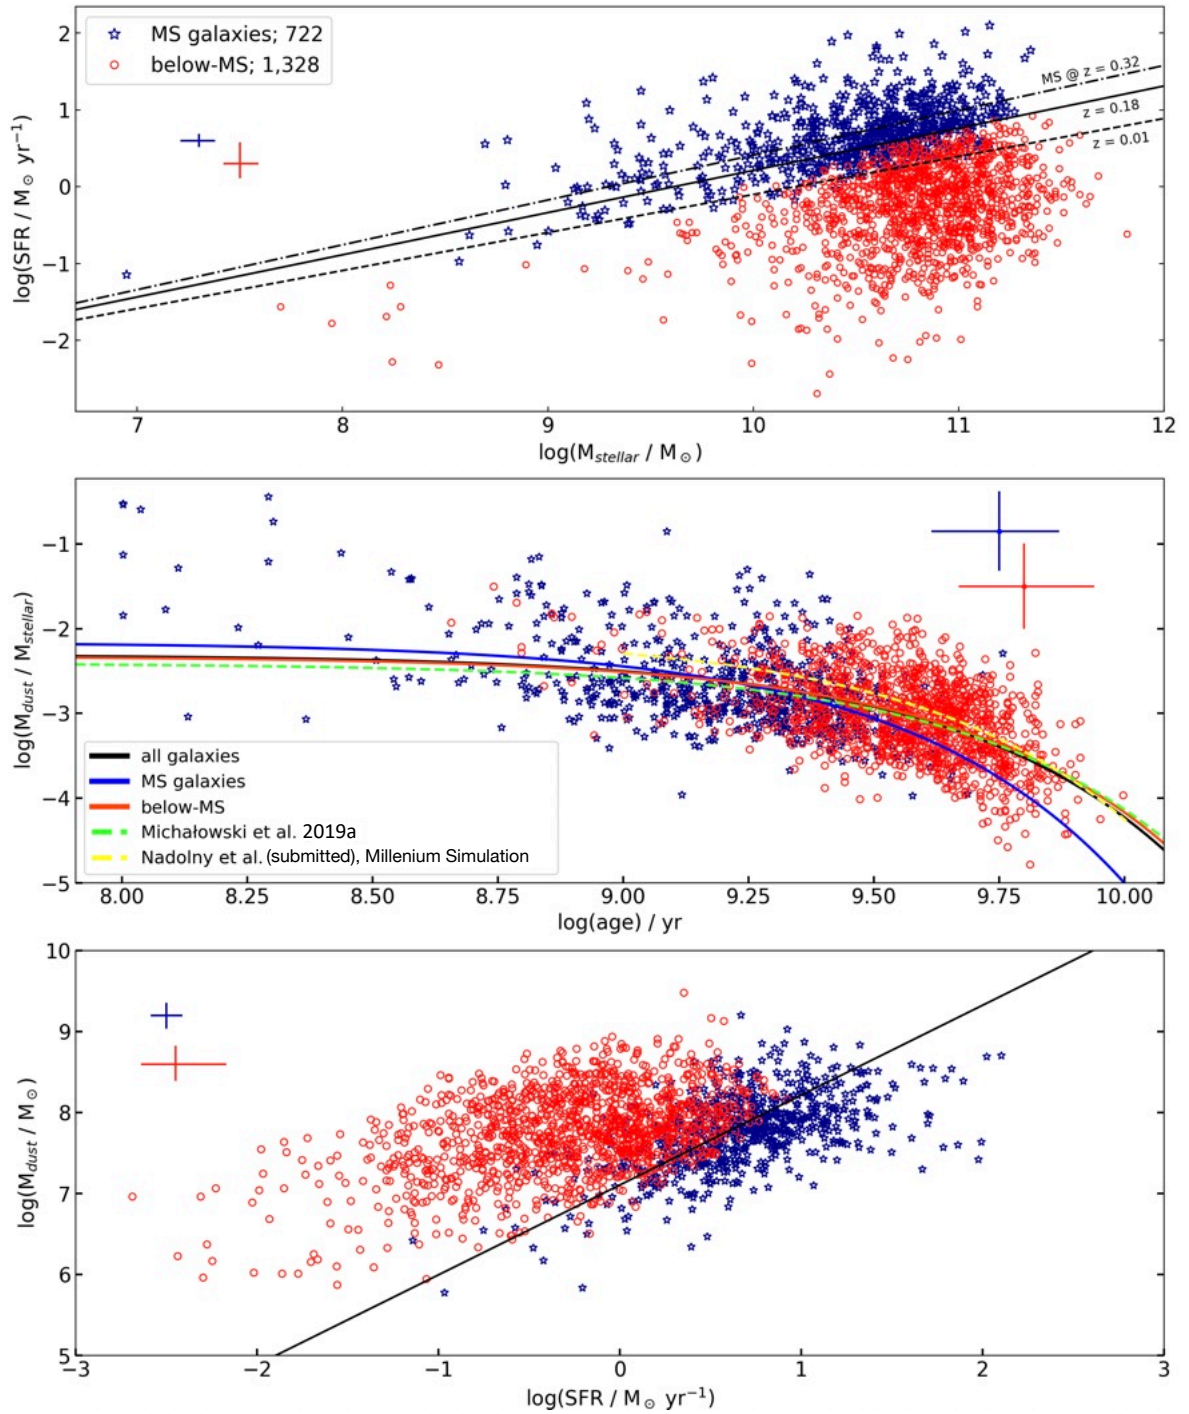 MS galaxies; 722
below-MS; 1,328
MS @ z = 0.32
z = 0.18
z = 0.01
2
1
0
−1
−2
log(SFR / M⊙ yr⁻¹)
7 8 9 10 11 12
log(Mstellar / M⊙)
−1
−2
−3
−4
−5
log(Mdust / Mstellar)
all galaxies
MS galaxies
below-MS
Michałowski et al. 2019a
Nadolny et al. (submitted), Millenium Simulation
8.00 8.25 8.50 8.75 9.00 9.25 9.50 9.75 10.00
log(age) / yr
10
9
8
7
6
5
log(Mdust / M⊙)
−3 −2 −1 0 1 2 3
log(SFR / M⊙ yr⁻¹)